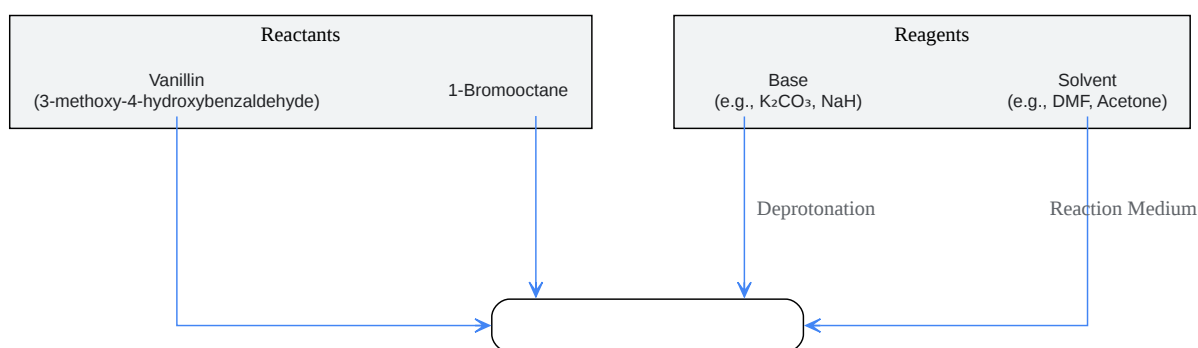 Reactants
Vanillin
(3-methoxy-4-hydroxybenzaldehyde)
1-Bromooctane
Reagents
Base
(e.g., K₂CO₃, NaH)
Solvent
(e.g., DMF, Acetone)
Deprotonation
Reaction Medium